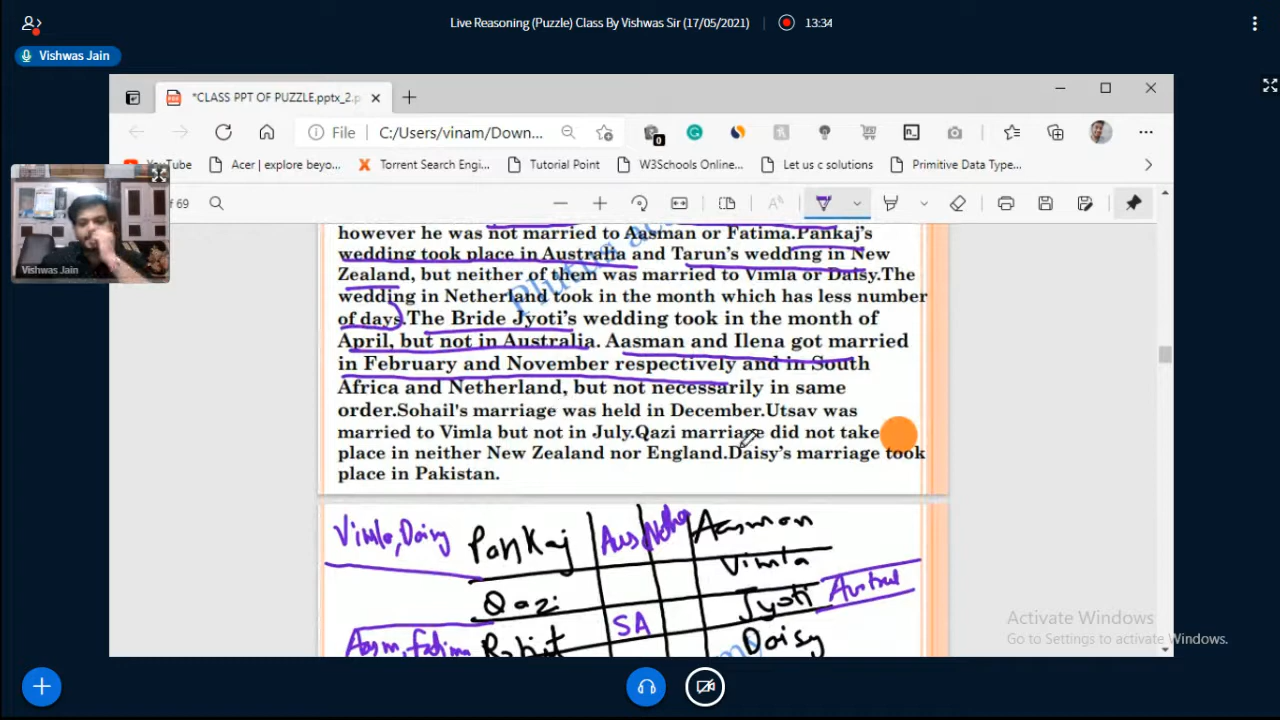 Live Reasoning (Puzzle) Class By Vishwas Sir (17/05/2021)
13:34
Vishwas Jain
*CLASS PPT OF PUZZLE.pptx_2.p
File
C:/Users/vinam/Down...
0
YouTube
Acer | explore beyo...
Torrent Search Engi...
Tutorial Point
W3Schools Online...
Let us c solutions
Primitive Data Type...
of 69
Vishwas Jain
however he was not married to Aasman or Fatima.Pankaj's
wedding took place in Australia and Tarun's wedding in New
Zealand, but neither of them was married to Vimla or Daisy.The
wedding in Netherland took in the month which has less number
of days.The Bride Jyoti's wedding took in the month of
April, but not in Australia. Aasman and Ilena got married
in February and November respectively and in South
Africa and Netherland, but not necessarily in same
order.Sohail's marriage was held in December.Utsav was
married to Vimla but not in July.Qazi marriage did not take
place in neither New Zealand nor England.Daisy's marriage took
place in Pakistan.
Vimla, Daisy Pankaj Aus Aasman
Vimla
Qazi Jyoti Austral
SA
Daisy
Activate Windows
Go to Settings to activate Windows.